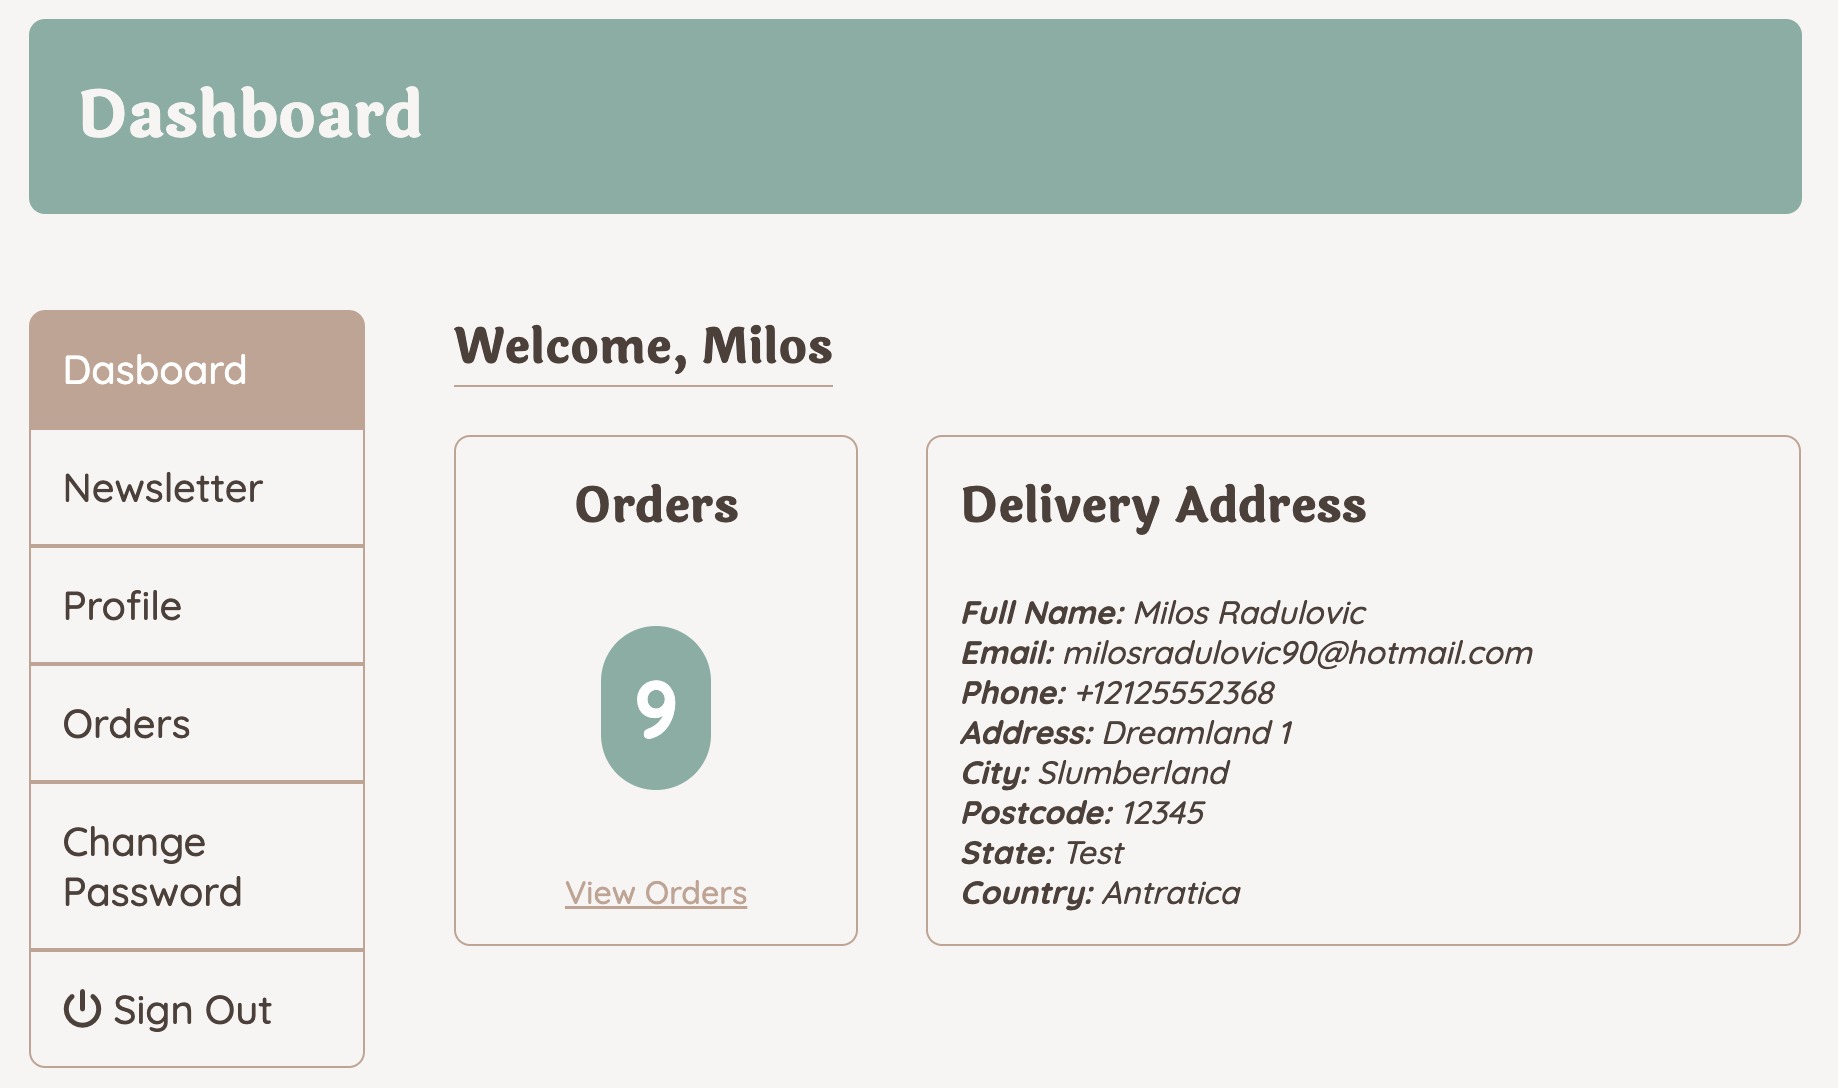 Dashboard
Dasboard
Newsletter
Profile
Orders
Change
Password
Sign Out
Welcome, Milos
Orders
9
View Orders
Delivery Address
Full Name: Milos Radulovic
Email: milosradulovic90@hotmail.com
Phone: +12125552368
Address: Dreamland 1
City: Slumberland
Postcode: 12345
State: Test
Country: Antratica